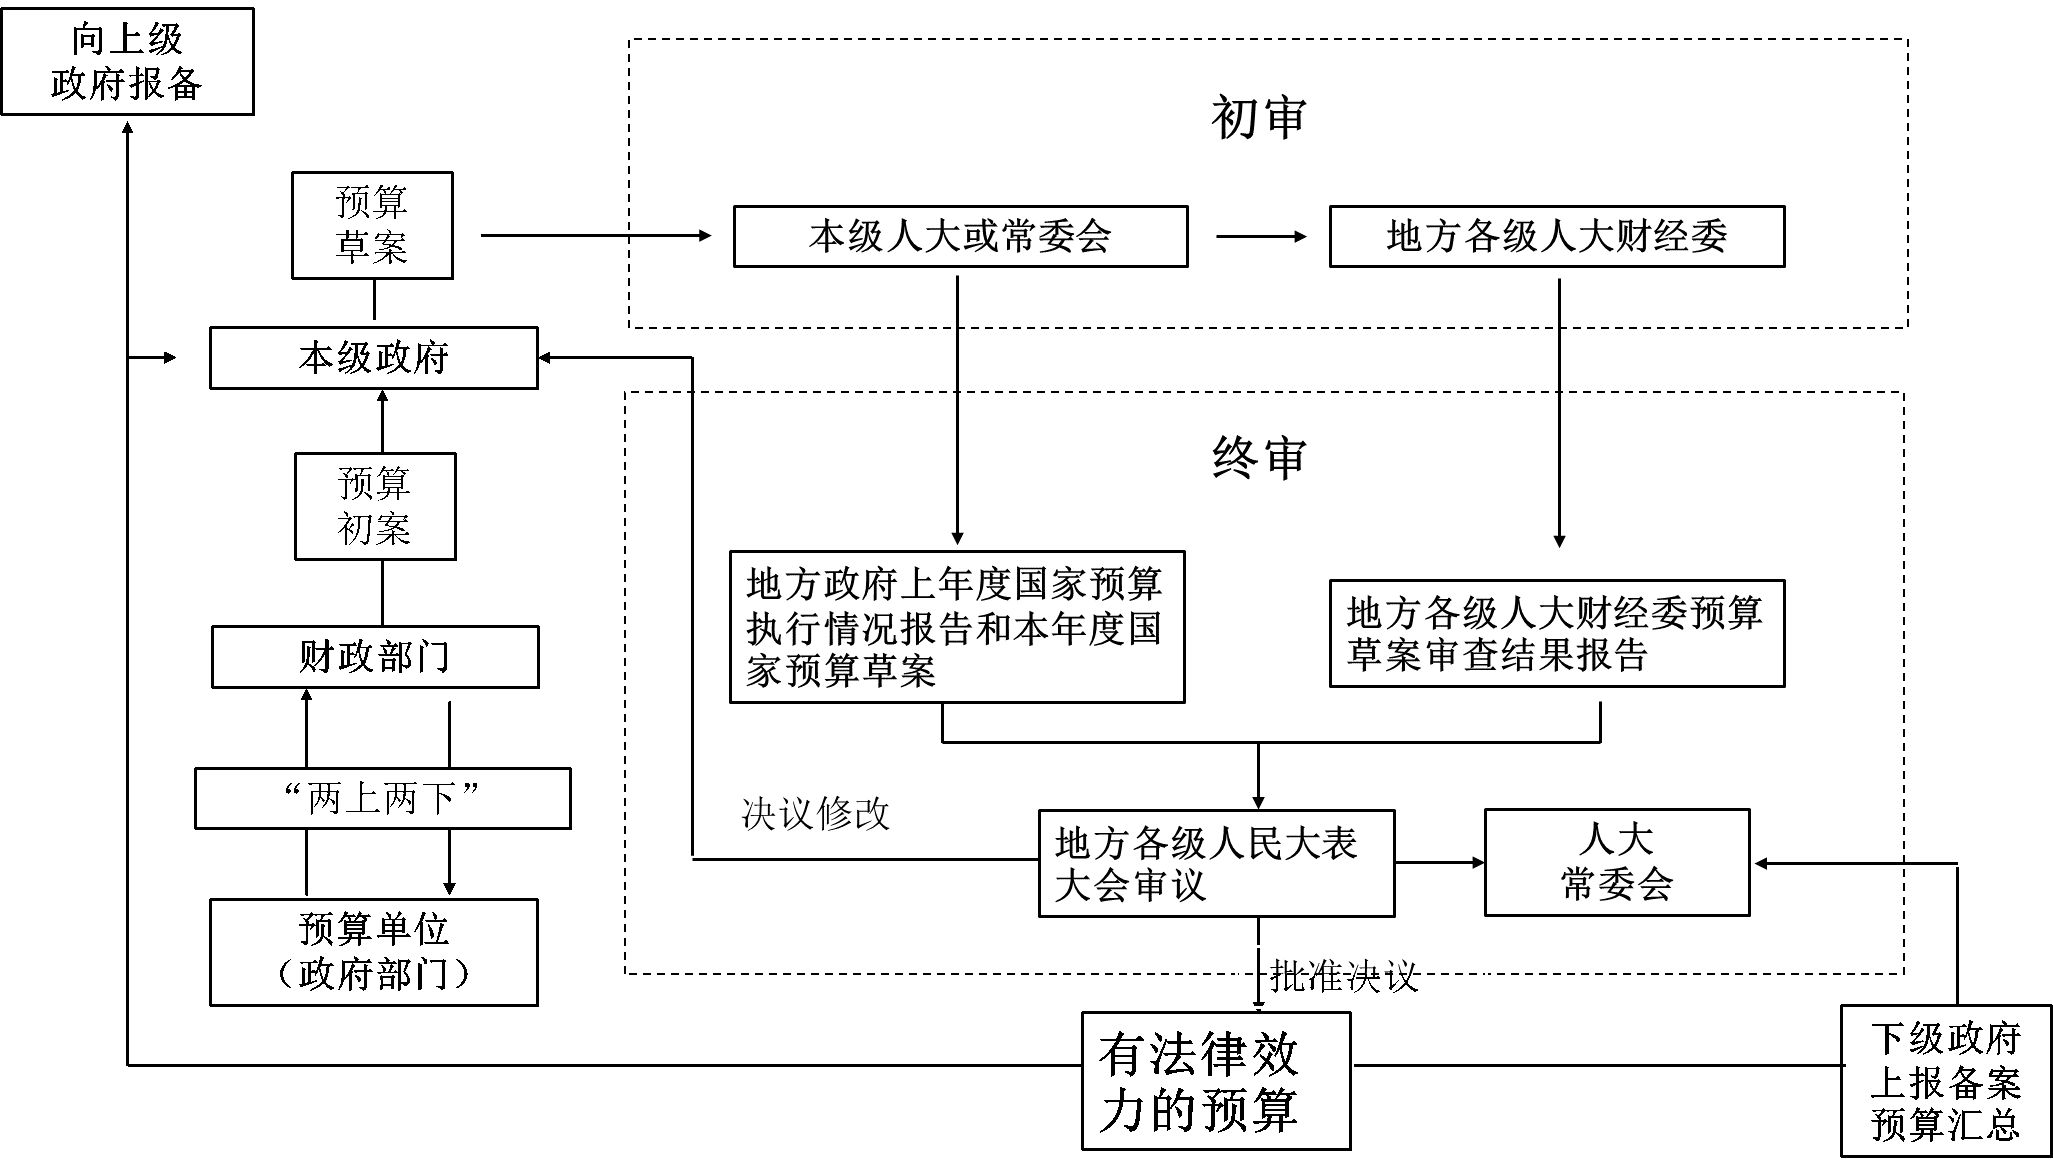 向上级
政府报备
初审
预算
草案
本级人大或常委会
地方各级人大财经委
本级政府
终审
预算
初案
地方政府上年度国家预算
执行情况报告和本年度国
家预算草案
地方各级人大财经委预算
草案审查结果报告
财政部门
“两上两下”
决议修改
地方各级人民大表
大会审议
人大
常委会
预算单位
（政府部门）
批准决议
有法律效
力的预算
下级政府
上报备案
预算汇总